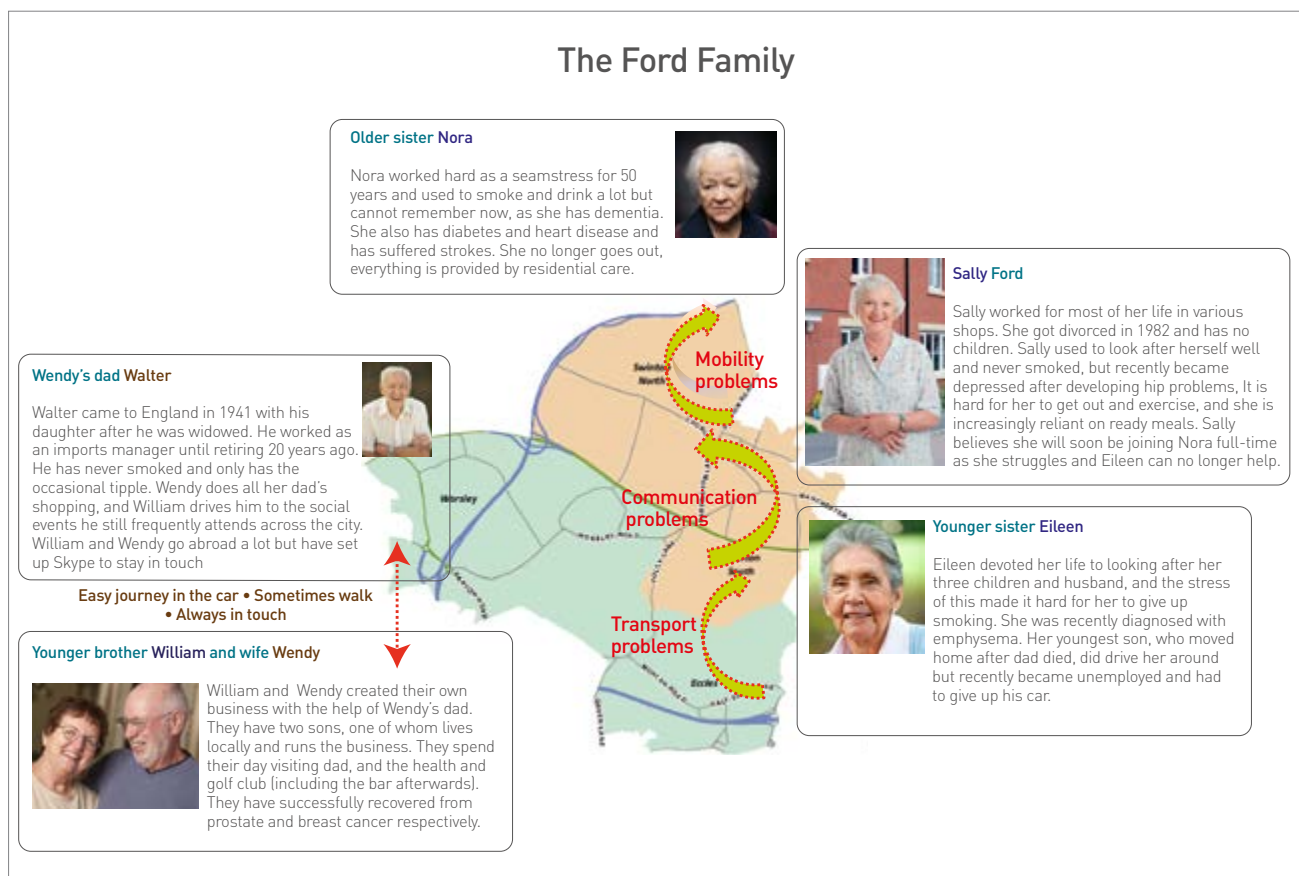 The Ford Family
Older sister Nora
Nora worked hard as a seamstress for 50
years and used to smoke and drink a lot but
cannot remember now, as she has dementia.
She also has diabetes and heart disease and
has suffered strokes. She no longer goes out,
everything is provided by residential care.
Sally Ford
Sally worked for most of her life in various
shops. She got divorced in 1982 and has no
children. Sally used to look after herself well
and never smoked, but recently became
depressed after developing hip problems, It is
hard for her to get out and exercise, and she is
increasingly reliant on ready meals. Sally
believes she will soon be joining Nora full-time
as she struggles and Eileen can no longer help.
Wendy's dad Walter
Walter came to England in 1941 with his
daughter after he was widowed. He worked as
an imports manager until retiring 20 years ago.
He has never smoked and only has the
occasional tipple. Wendy does all her dad's
shopping, and William drives him to the social
events he still frequently attends across the city.
William and Wendy go abroad a lot but have set
up Skype to stay in touch
Mobility
problems
Swinton
North
Worsley
Communication
problems
South
Transport
problems
Eccles
Younger sister Eileen
Eileen devoted her life to looking after her
three children and husband, and the stress
of this made it hard for her to give up
smoking. She was recently diagnosed with
emphysema. Her youngest son, who moved
home after dad died, did drive her around
but recently became unemployed and had
to give up his car.
Easy journey in the car • Sometimes walk
• Always in touch
Younger brother William and wife Wendy
William and Wendy created their own
business with the help of Wendy's dad.
They have two sons, one of whom lives
locally and runs the business. They spend
their day visiting dad, and the health and
golf club (including the bar afterwards).
They have successfully recovered from
prostate and breast cancer respectively.